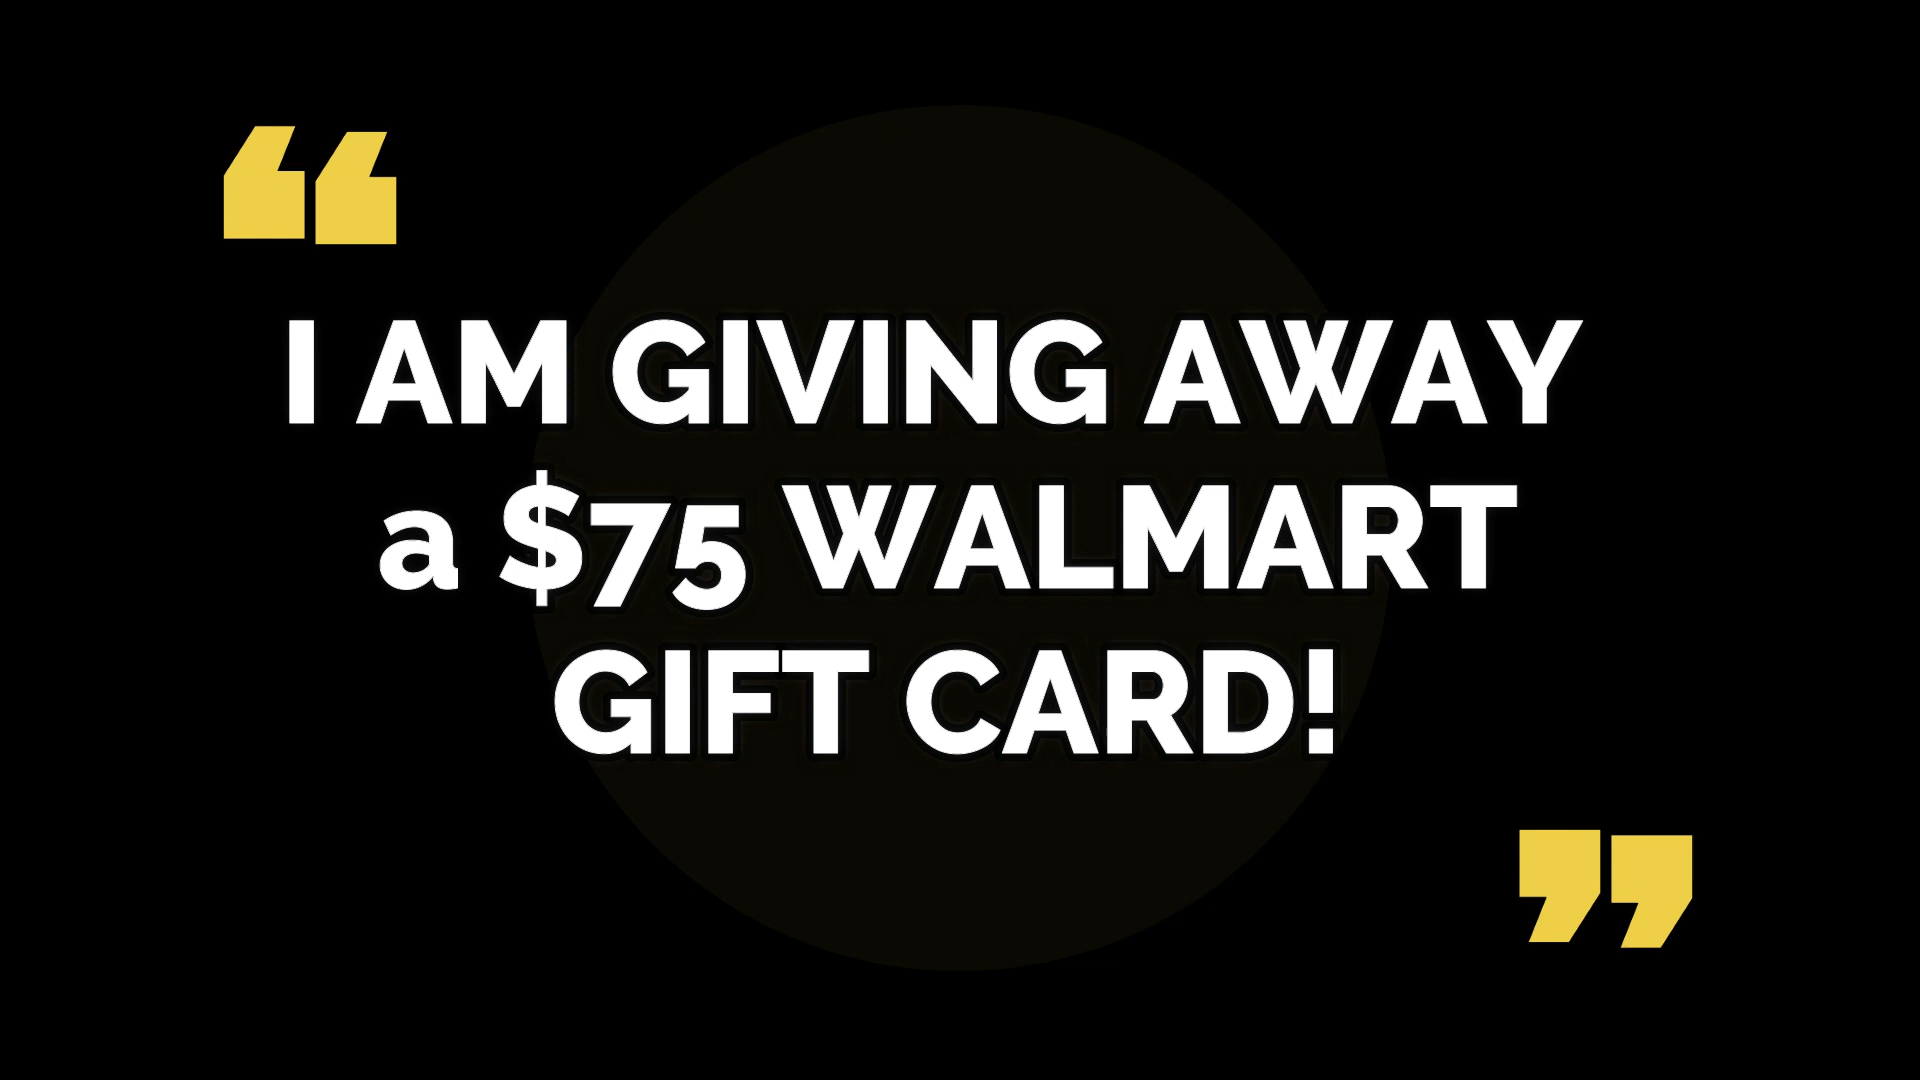 “
I AM GIVING AWAY
a $75 WALMART
GIFT CARD!
”